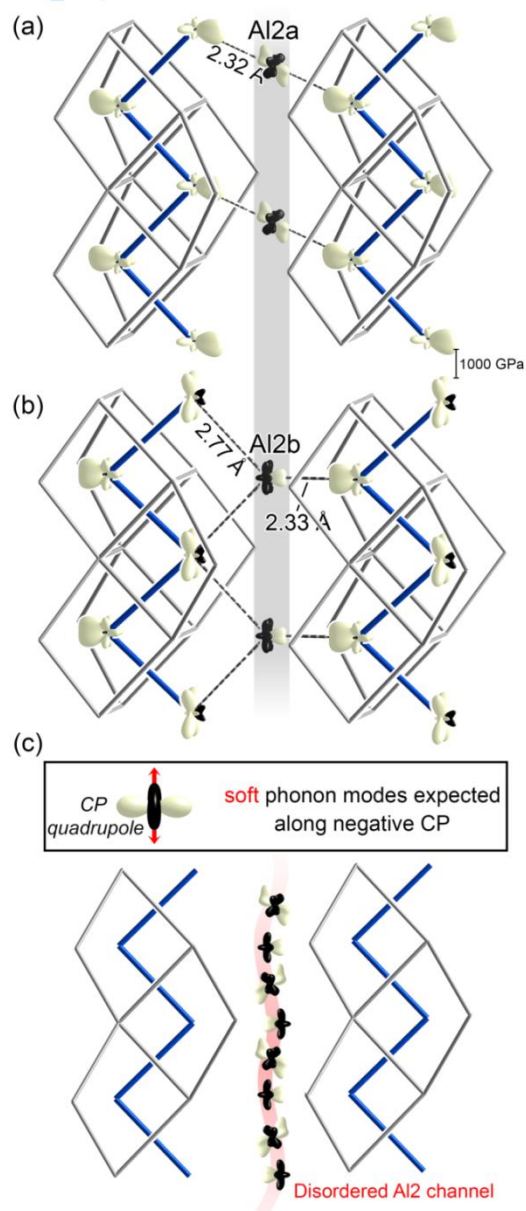 (a)
Al2a
2.32 Å
1000 GPa
(b)
Al2b
2.77 Å
2.33 Å
(c)
CP
quadrupole
soft phonon modes expected
along negative CP
Disordered Al2 channel